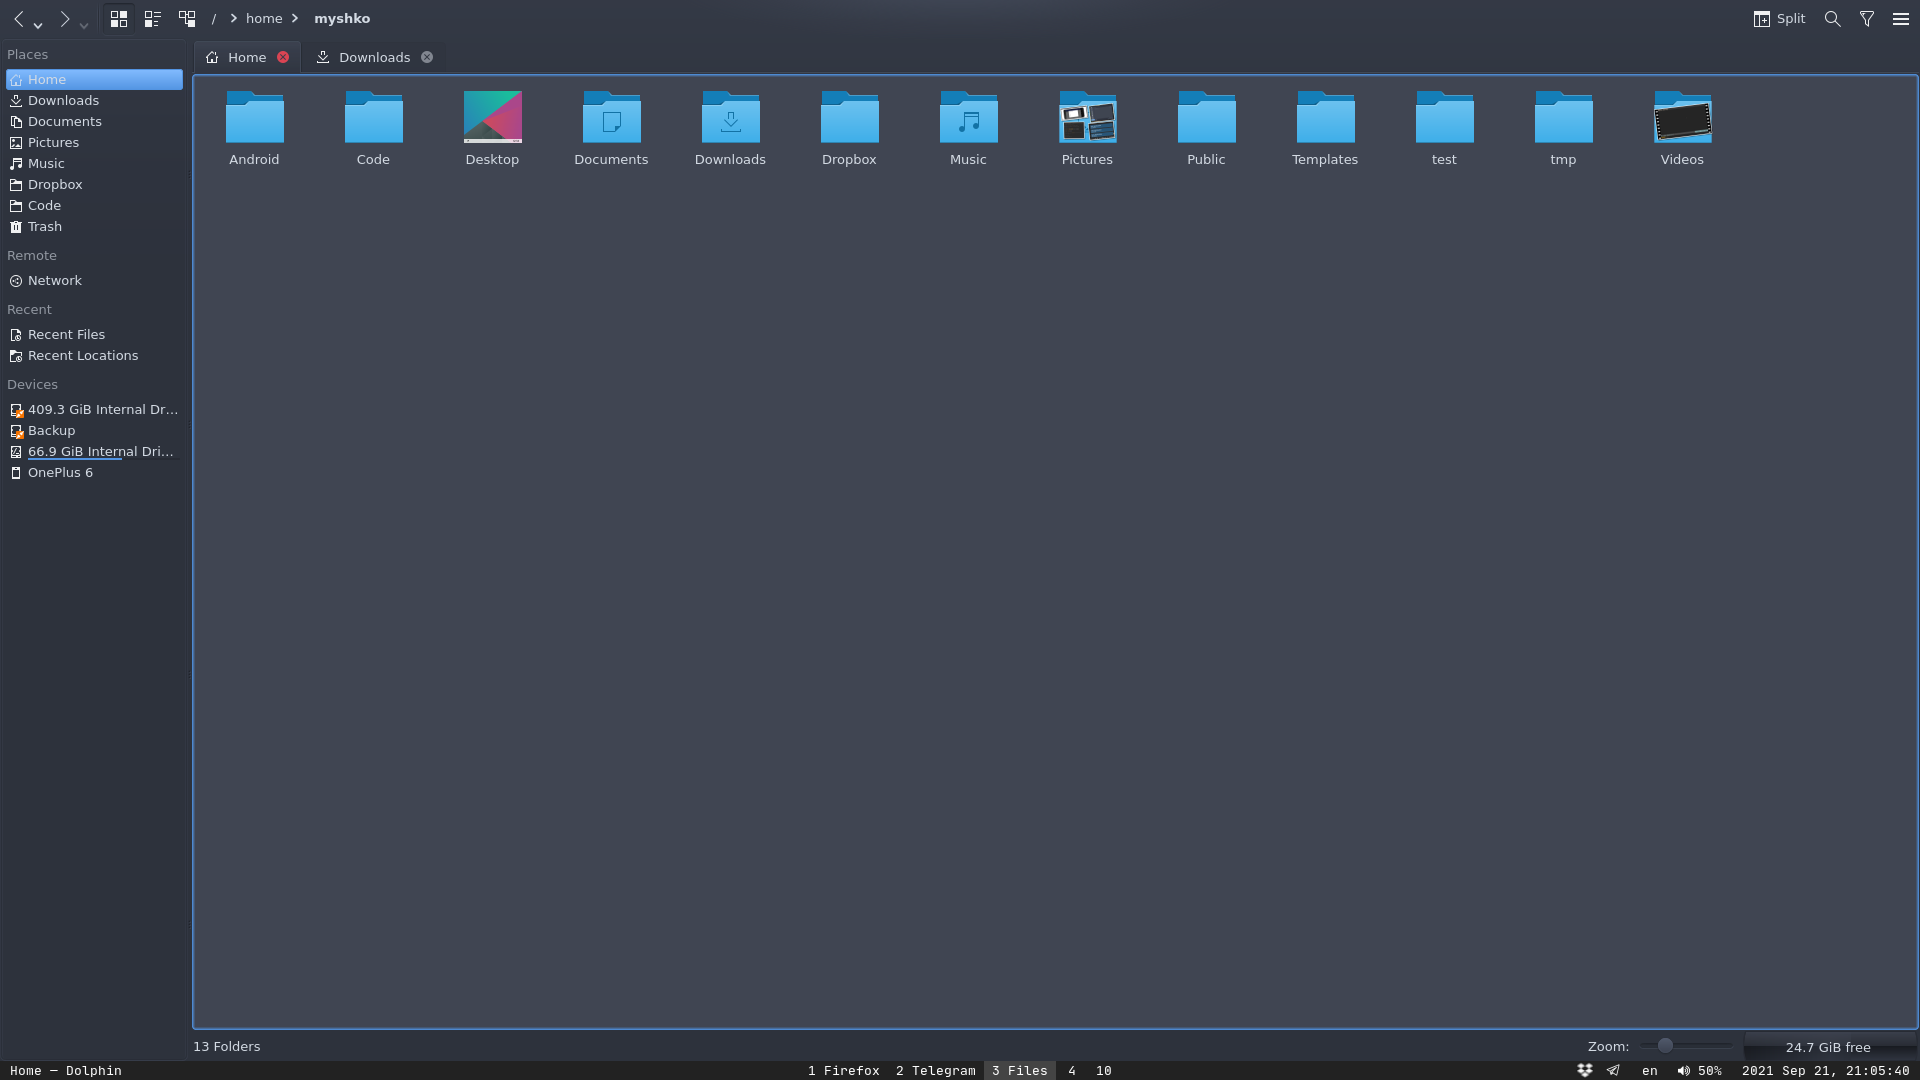 / home myshko
Split
Places
Home
Downloads
Documents
Pictures
Music
Dropbox
Code
Trash
Remote
Network
Recent
Recent Files
Recent Locations
Devices
409.3 GiB Internal Dr...
Backup
66.9 GiB Internal Dri...
OnePlus 6
Home Downloads
Android Code Desktop Documents Downloads Dropbox Music Pictures Public Templates test tmp Videos
13 Folders Zoom: 24.7 GiB free
Home — Dolphin 1 Firefox 2 Telegram 3 Files 4 10 en 50% 2021 Sep 21, 21:05:40